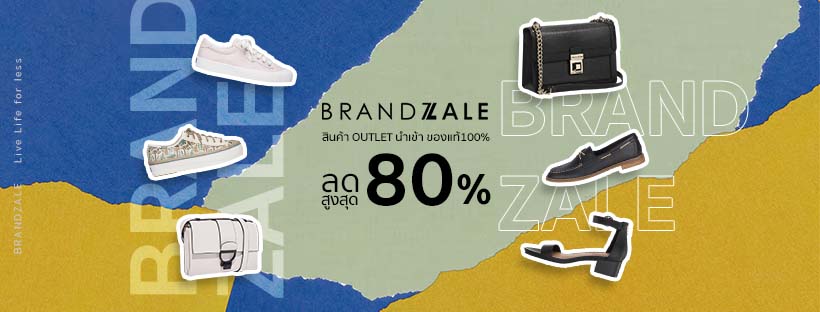 BRANDZALE Live Life for less
BRAND
ZALE
BRANDZALE
สินค้า OUTLET นำเข้า ของแท้100%
ลด
สูงสุด
80%
BRAND
ZALE